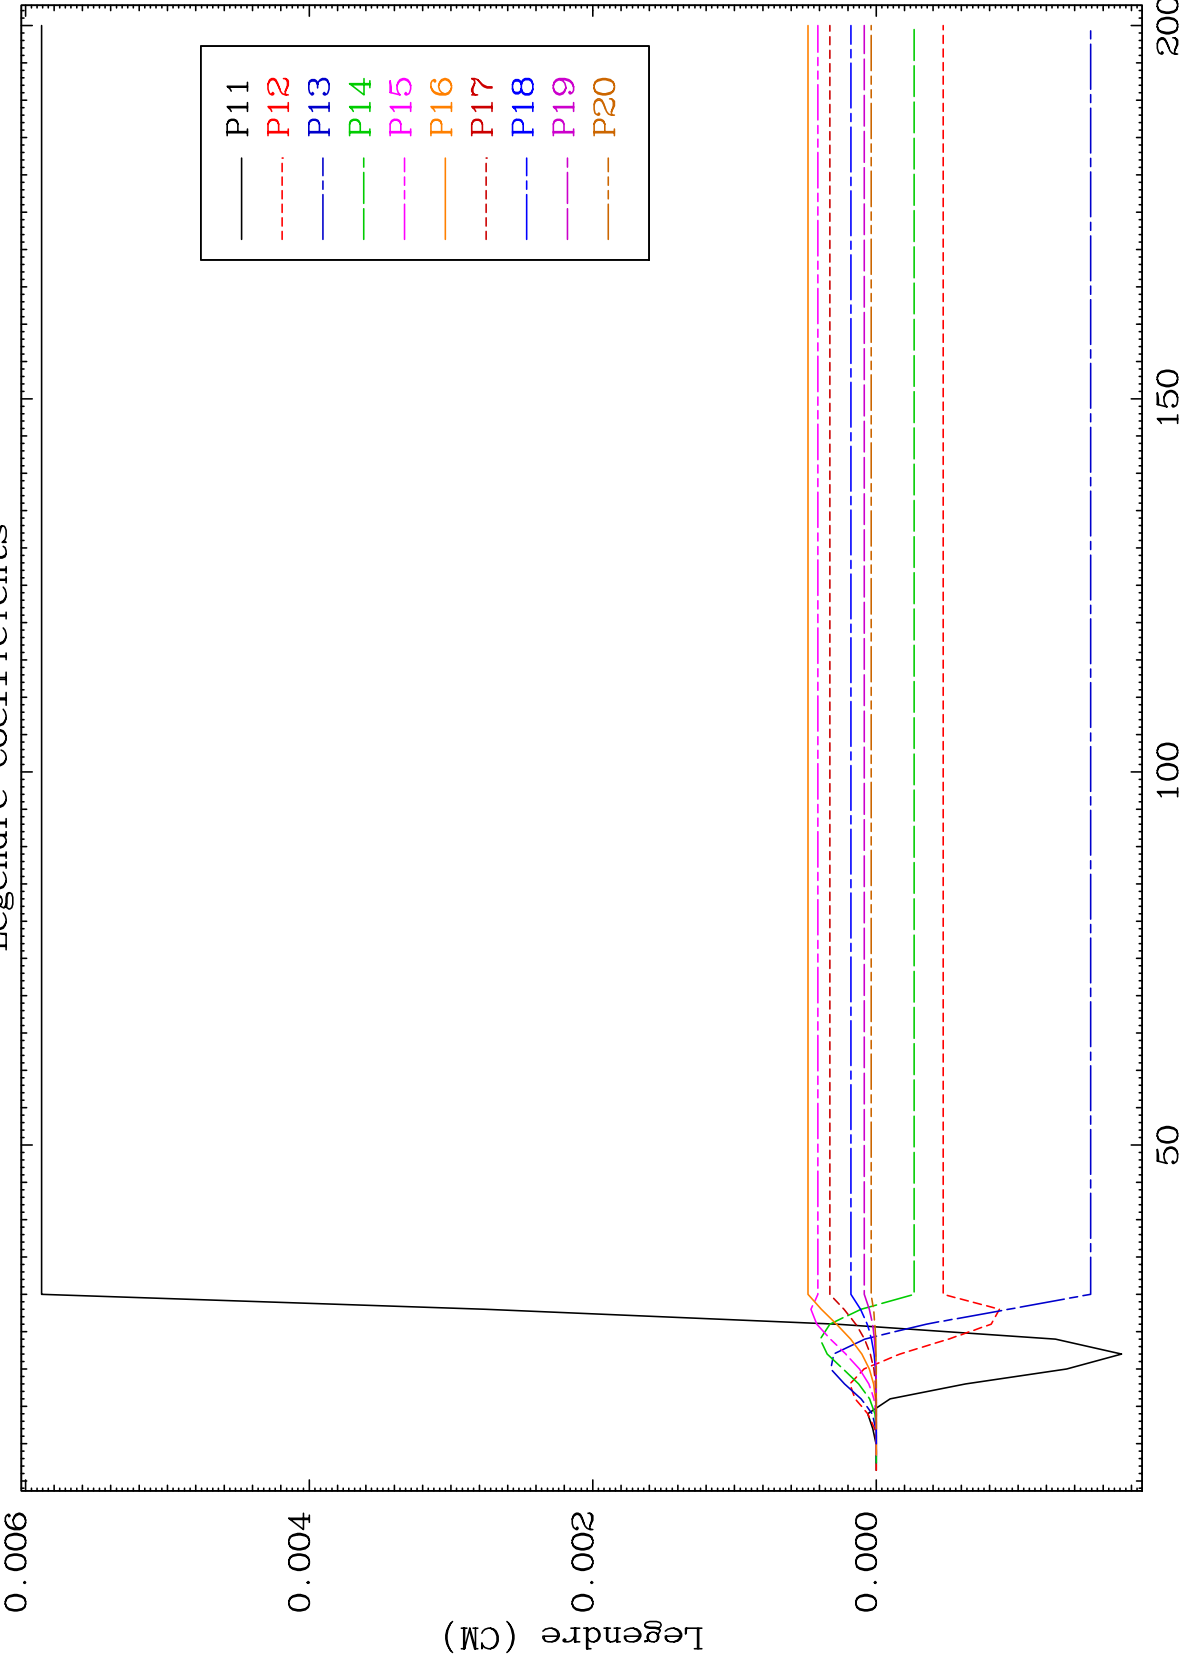 Legendre Coefficients
P11
P12
P13
P14
P15
P16
P17
P18
P19
P20
0.006
0.004
0.002
0.000
Legendre (CM)
50
100
150
200